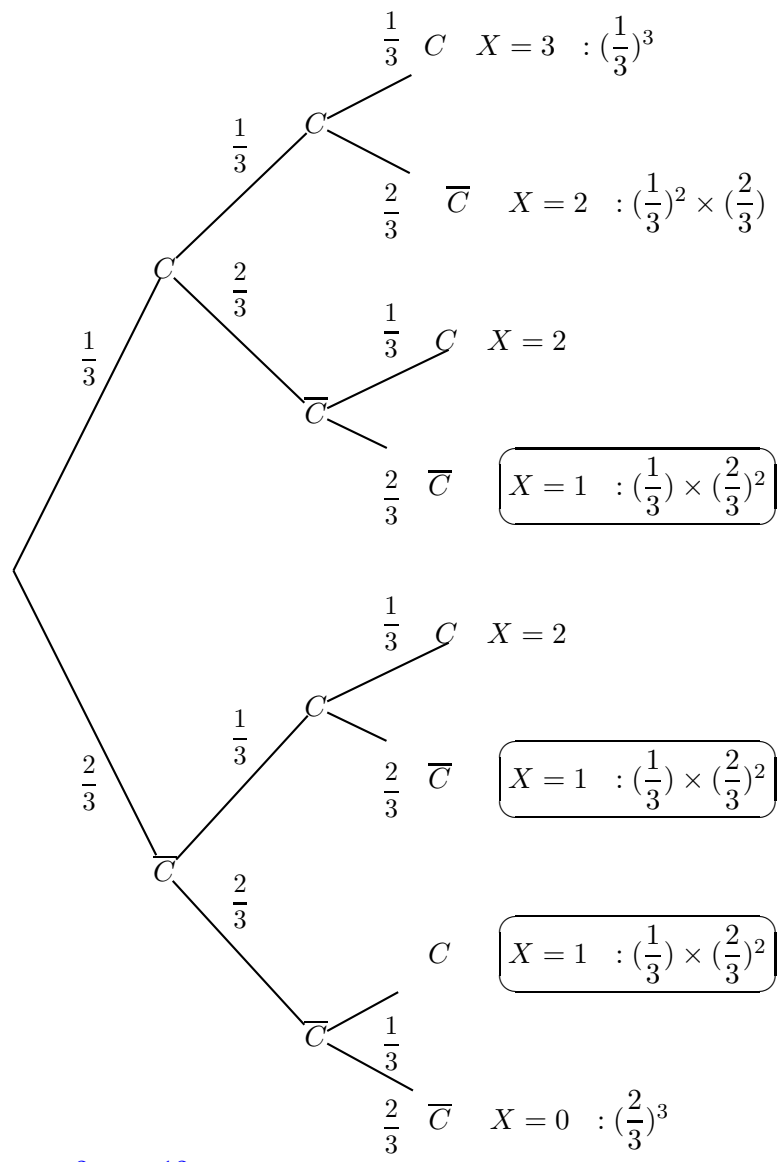 1/3 C X = 3 : (1/3)³
C
1/3
2/3 C̅ X = 2 : (1/3)² × (2/3)
C
2/3
1/3 C X = 2
1/3
C̅
2/3 C̅ X = 1 : (1/3) × (2/3)²
1/3 C X = 2
C
1/3
2/3 C̅ X = 1 : (1/3) × (2/3)²
2/3
C̅
2/3
C X = 1 : (1/3) × (2/3)²
C̅
1/3
2/3 C̅ X = 0 : (2/3)³